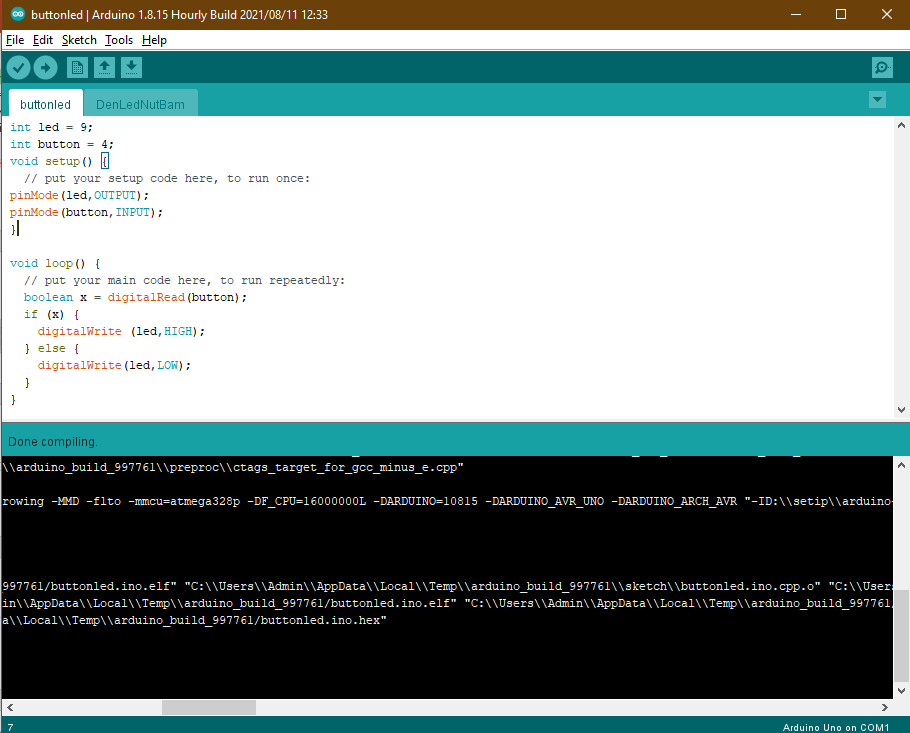 buttonled | Arduino 1.8.15 Hourly Build 2021/08/11 12:33
File Edit Sketch Tools Help
buttonled DenLedNutBam
int led = 9;
int button = 4;
void setup() {
// put your setup code here, to run once:
pinMode(led,OUTPUT);
pinMode(button,INPUT);
}
void loop() {
// put your main code here, to run repeatedly:
boolean x = digitalRead(button);
if (x) {
digitalWrite (led,HIGH);
} else {
digitalWrite(led,LOW);
}
}
Done compiling.
\\arduino_build_997761\\preproc\\ctags_target_for_gcc_minus_e.cpp"
rowing -MMD -flto -mmcu=atmega328p -DF_CPU=16000000L -DARDUINO=10815 -DARDUINO_AVR_UNO -DARDUINO_ARCH_AVR "-ID:\\setip\\arduino-
997761/buttonled.ino.elf" "C:\\Users\\Admin\\AppData\\Local\\Temp\\arduino_build_997761\\sketch\\buttonled.ino.cpp.o" "C:\\Users
in\\AppData\\Local\\Temp\\arduino_build_997761/buttonled.ino.elf" "C:\\Users\\Admin\\AppData\\Local\\Temp\\arduino_build_997761/
a\\Local\\Temp\\arduino_build_997761/buttonled.ino.hex"
7 Arduino Uno on COM1